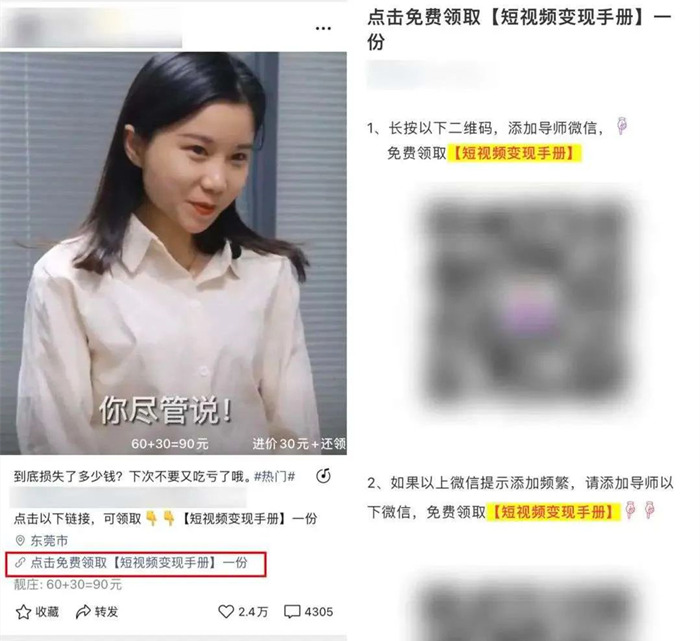 你尽管说!
60+30=90元
进价30元+还领
到底损失了多少钱? 下次不要又吃亏了哦。#热门#
点击以下链接,可领取👇👇【短视频变现手册】一份
东莞市
点击免费领取【短视频变现手册】一份
靓庄: 60+30=90元
收藏
转发
2.4万
4305
点击免费领取【短视频变现手册】一
份
1、长按以下二维码,添加导师微信,👇
免费领取【短视频变现手册】
2、如果以上微信提示添加频繁,请添加导师以
下微信,免费领取【短视频变现手册】👇👇